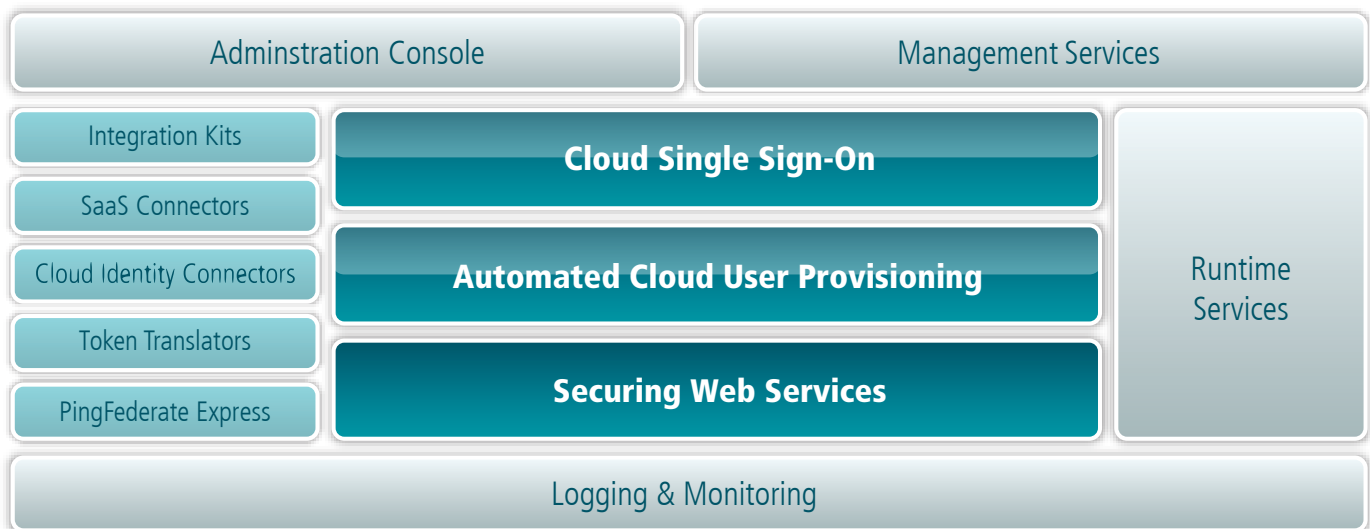 Adminstration Console
Management Services
Integration Kits
SaaS Connectors
Cloud Identity Connectors
Token Translators
PingFederate Express
Cloud Single Sign-On
Automated Cloud User Provisioning
Securing Web Services
Runtime
Services
Logging & Monitoring